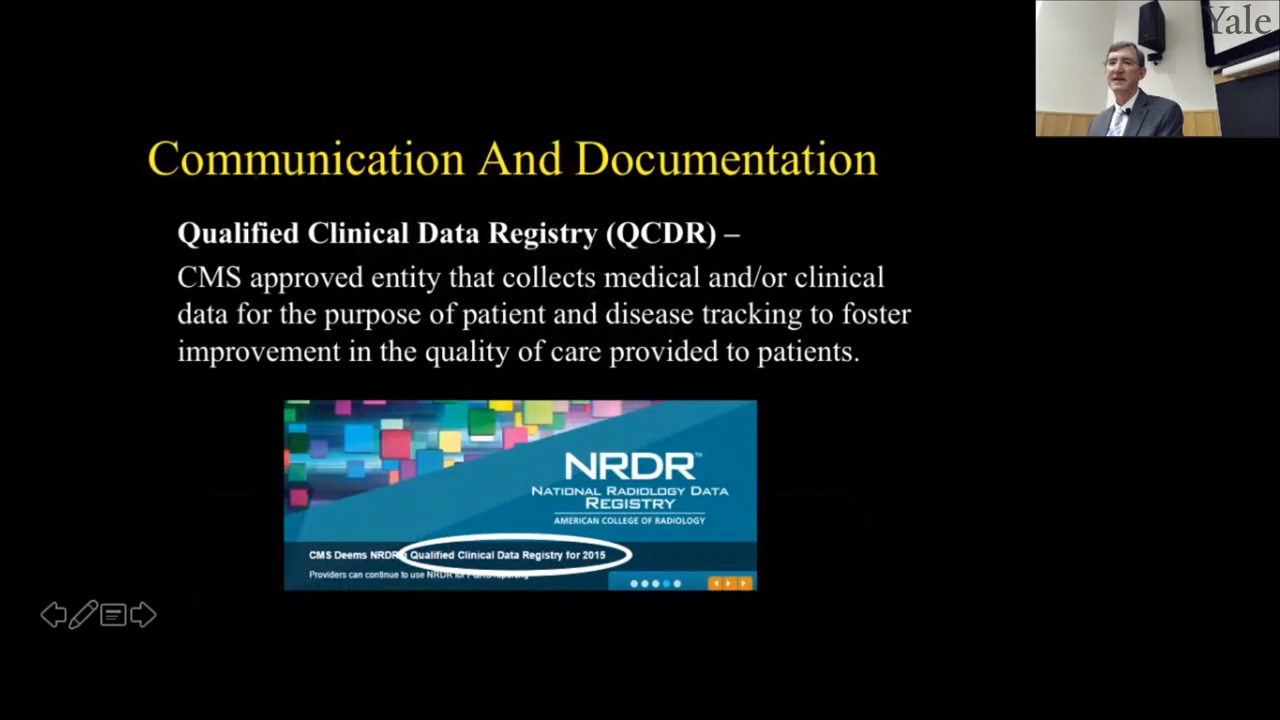 Yale
Communication And Documentation
Qualified Clinical Data Registry (QCDR) –
CMS approved entity that collects medical and/or clinical
data for the purpose of patient and disease tracking to foster
improvement in the quality of care provided to patients.
NRDR™
NATIONAL RADIOLOGY DATA
REGISTRY
AMERICAN COLLEGE OF RADIOLOGY
CMS Deems NRDR Qualified Clinical Data Registry for 2015
Providers can continue to use NRDR for PQRS reporting